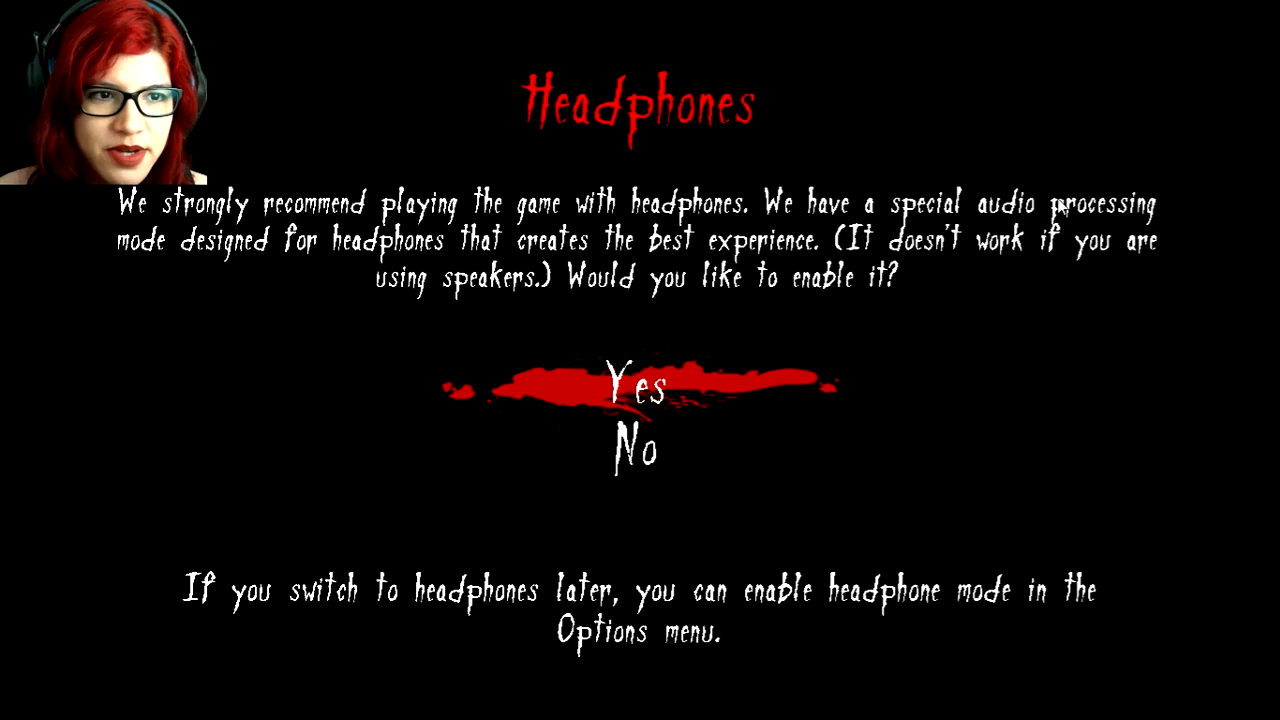 Headphones
We strongly recommend playing the game with headphones. We have a special audio processing
mode designed for headphones that creates the best experience. (It doesn't work if you are
using speakers.) Would you like to enable it?
Yes
No
If you switch to headphones later, you can enable headphone mode in the
Options menu.